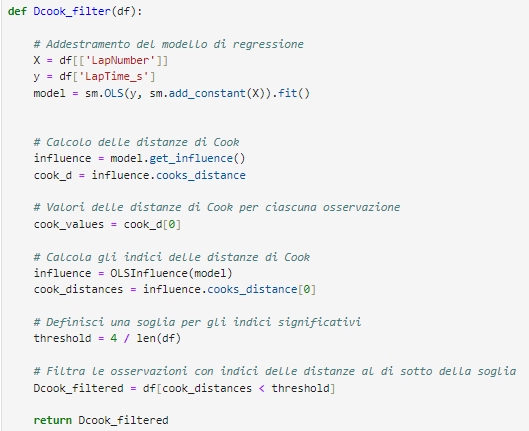 def Dcook_filter(df):
# Addestramento del modello di regressione
X = df[['LapNumber']]
y = df['LapTime_s']
model = sm.OLS(y, sm.add_constant(X)).fit()
# Calcolo delle distanze di Cook
influence = model.get_influence()
cook_d = influence.cooks_distance
# Valori delle distanze di Cook per ciascuna osservazione
cook_values = cook_d[0]
# Calcola gli indici delle distanze di Cook
influence = OLSInfluence(model)
cook_distances = influence.cooks_distance[0]
# Definisci una soglia per gli indici significativi
threshold = 4 / len(df)
# Filtra le osservazioni con indici delle distanze al di sotto della soglia
Dcook_filtered = df[cook_distances < threshold]
return Dcook_filtered